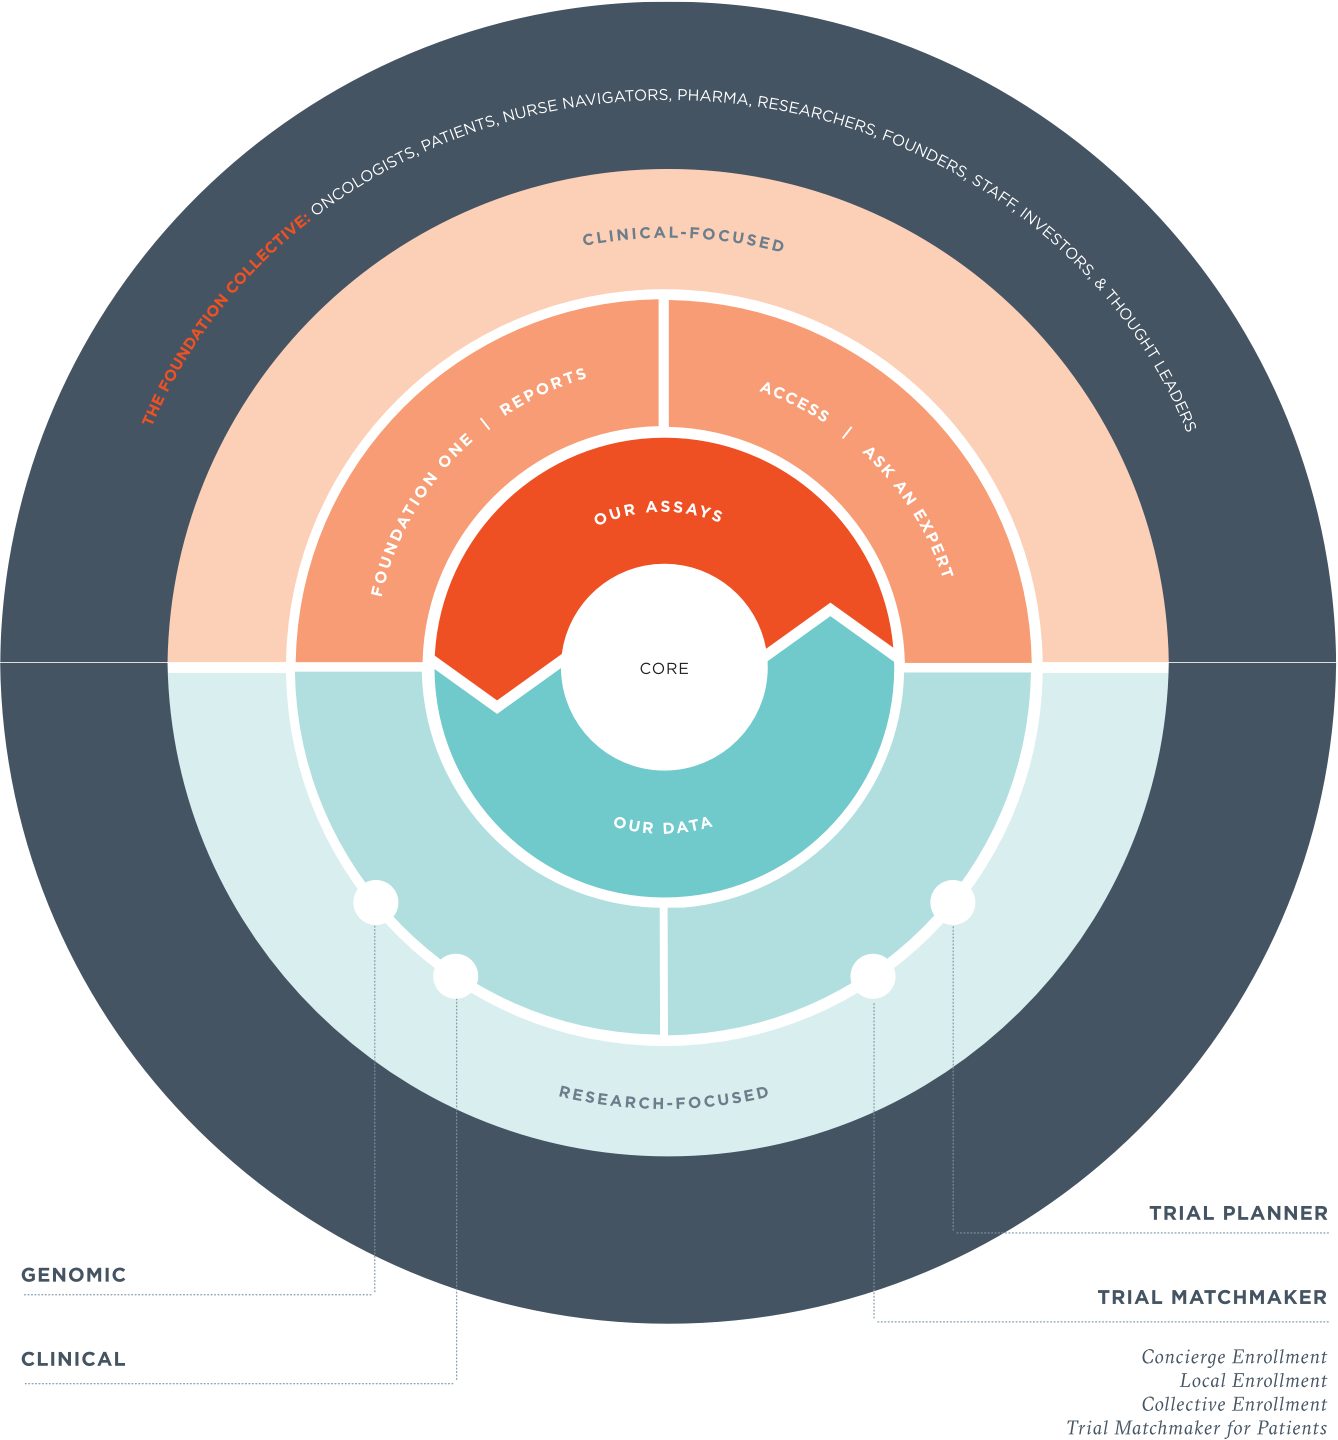 THE FOUNDATION COLLECTIVE: ONCOLOGISTS, PATIENTS, NURSE NAVIGATORS, PHARMA, RESEARCHERS, FOUNDERS, STAFF, INVESTORS, & THOUGHT LEADERS
CLINICAL-FOCUSED
FOUNDATION ONE | REPORTS
ACCESS | ASK AN EXPERT
OUR ASSAYS
CORE
OUR DATA
RESEARCH-FOCUSED
GENOMIC
CLINICAL
TRIAL PLANNER
TRIAL MATCHMAKER
Concierge Enrollment
Local Enrollment
Collective Enrollment
Trial Matchmaker for Patients